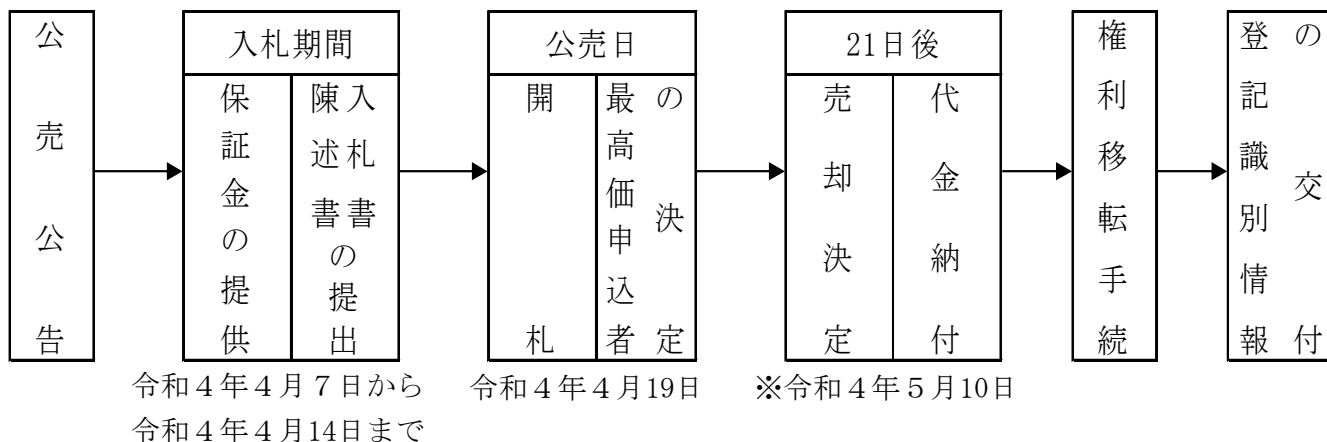 公売公告
入札期間
保証金の提供
入札書
陳述書の提出
令和４年４月７日から
令和４年４月14日まで
公売日
開札
最高価申込者
の決定
令和４年４月19日
21日後
売却決定
代金納付
※令和４年５月10日
権利移転手続
登記識別情報
の交付